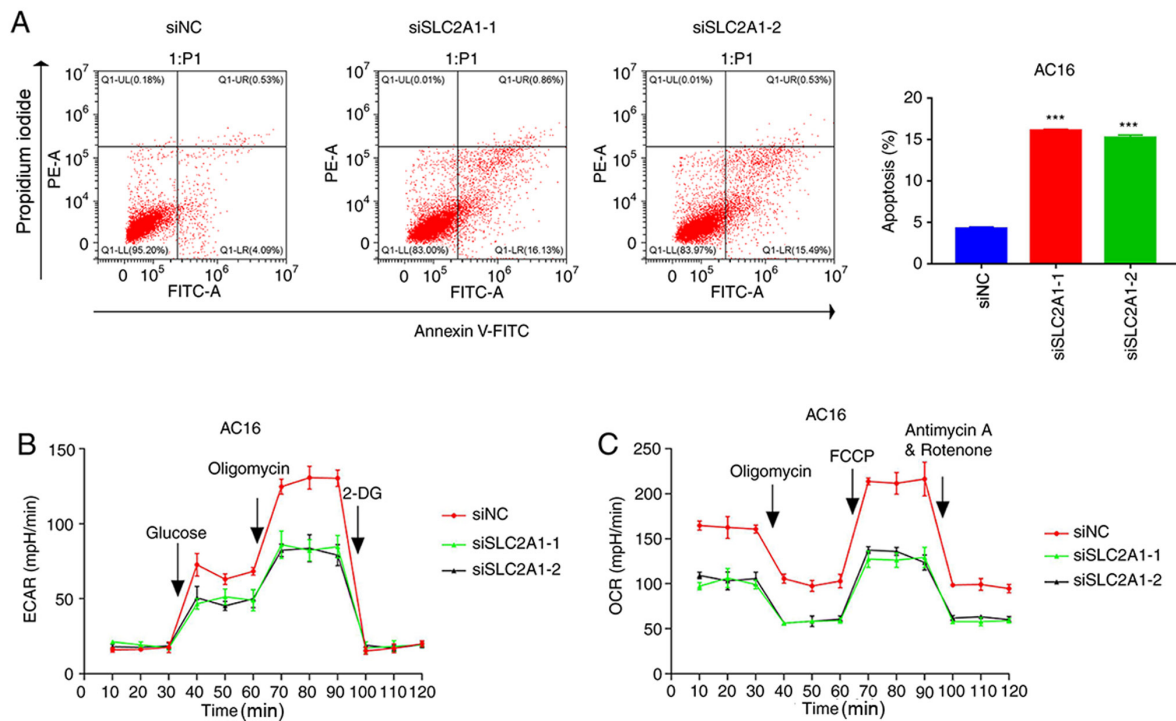 A
siNC
siSLC2A1-1
siSLC2A1-2
1:P1
1:P1
1:P1
Propidium iodide
PE-A
10^7
10^6
10^5
10^4
0
Q1-UL(0.18%)
Q1-UR(0.53%)
Q1-LL(95.20%)
Q1-LR(4.09%)
0
10^5
10^6
10^7
FITC-A
PE-A
10^7
10^6
10^5
10^4
0
Q1-UL(0.01%)
Q1-UR(0.86%)
Q1-LL(83.00%)
Q1-LR(16.13%)
0
10^5
10^6
10^7
FITC-A
PE-A
10^7
10^6
10^5
10^4
0
Q1-UL(0.01%)
Q1-UR(0.53%)
Q1-LL(83.97%)
Q1-LR(15.49%)
0
10^5
10^6
10^7
FITC-A
Annexin V-FITC
AC16
Apoptosis (%)
20
15
10
5
0
***
***
siNC
siSLC2A1-1
siSLC2A1-2
B
AC16
ECAR (mpH/min)
150
100
50
0
Glucose
Oligomycin
2-DG
siNC
siSLC2A1-1
siSLC2A1-2
0 10 20 30 40 50 60 70 80 90 100 110 120
Time (min)
C
AC16
OCR (mpH/min)
250
200
150
100
50
0
Oligomycin
FCCP
Antimycin A
& Rotenone
siNC
siSLC2A1-1
siSLC2A1-2
0 10 20 30 40 50 60 70 80 90 100 110 120
Time (min)